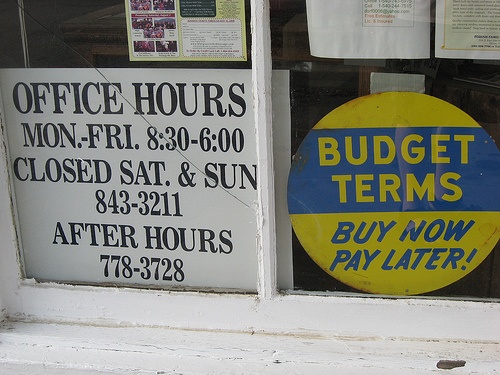 OFFICE HOURS
MON.-FRI. 8:30-6:00
CLOSED SAT. & SUN
843-3211
AFTER HOURS
778-3728
BUDGET
TERMS
BUY NOW
PAY LATER!